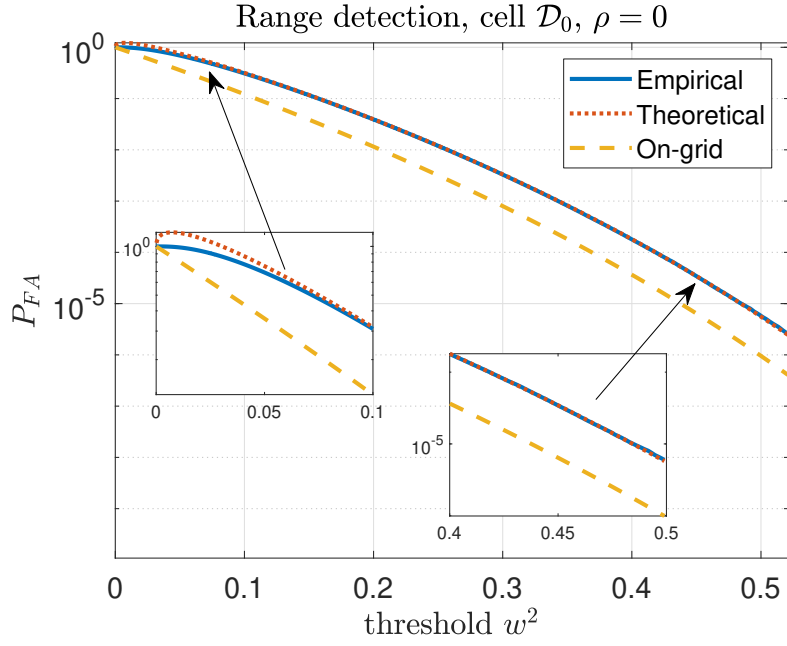 Range detection, cell 𝒟₀, ρ = 0
10⁰
10⁻⁵
P_{FA}
Empirical
Theoretical
On-grid
10⁰
0 0.05 0.1
10⁻⁵
0.4 0.45 0.5
0 0.1 0.2 0.3 0.4 0.5
threshold w²